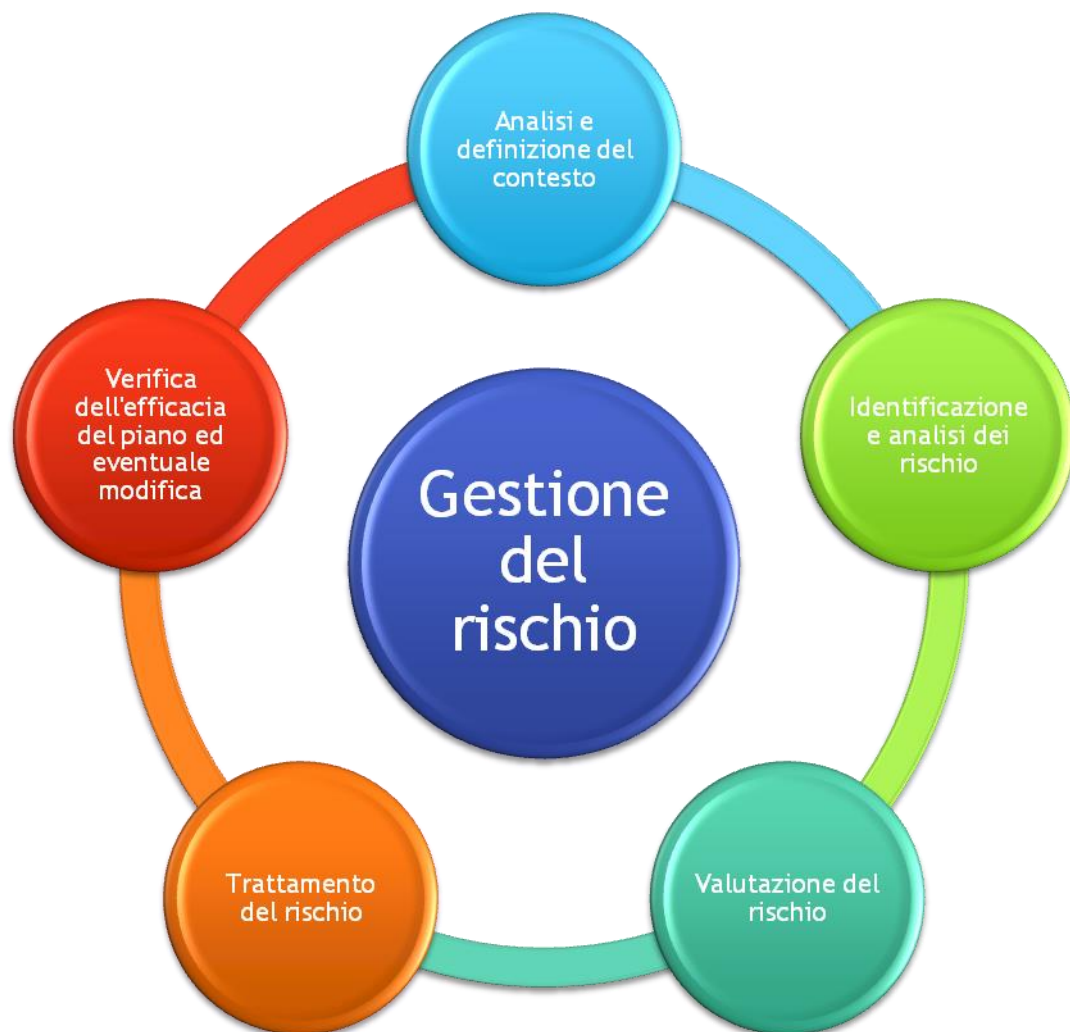 Analisi e
definizione del
contesto
Identificazione
e analisi dei
rischio
Valutazione del
rischio
Trattamento
del rischio
Verifica
dell'efficacia
del piano ed
eventuale
modifica
Gestione
del
rischio